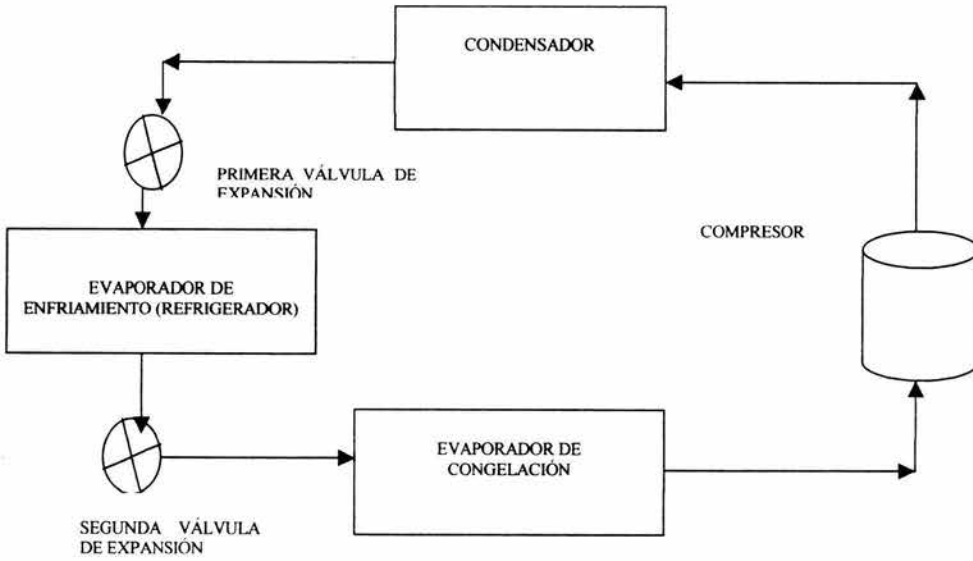 CONDENSADOR
PRIMERA VÁLVULA DE
EXPANSIÓN
COMPRESOR
EVAPORADOR DE
ENFRIAMIENTO (REFRIGERADOR)
EVAPORADOR DE
CONGELACIÓN
SEGUNDA VÁLVULA
DE EXPANSIÓN